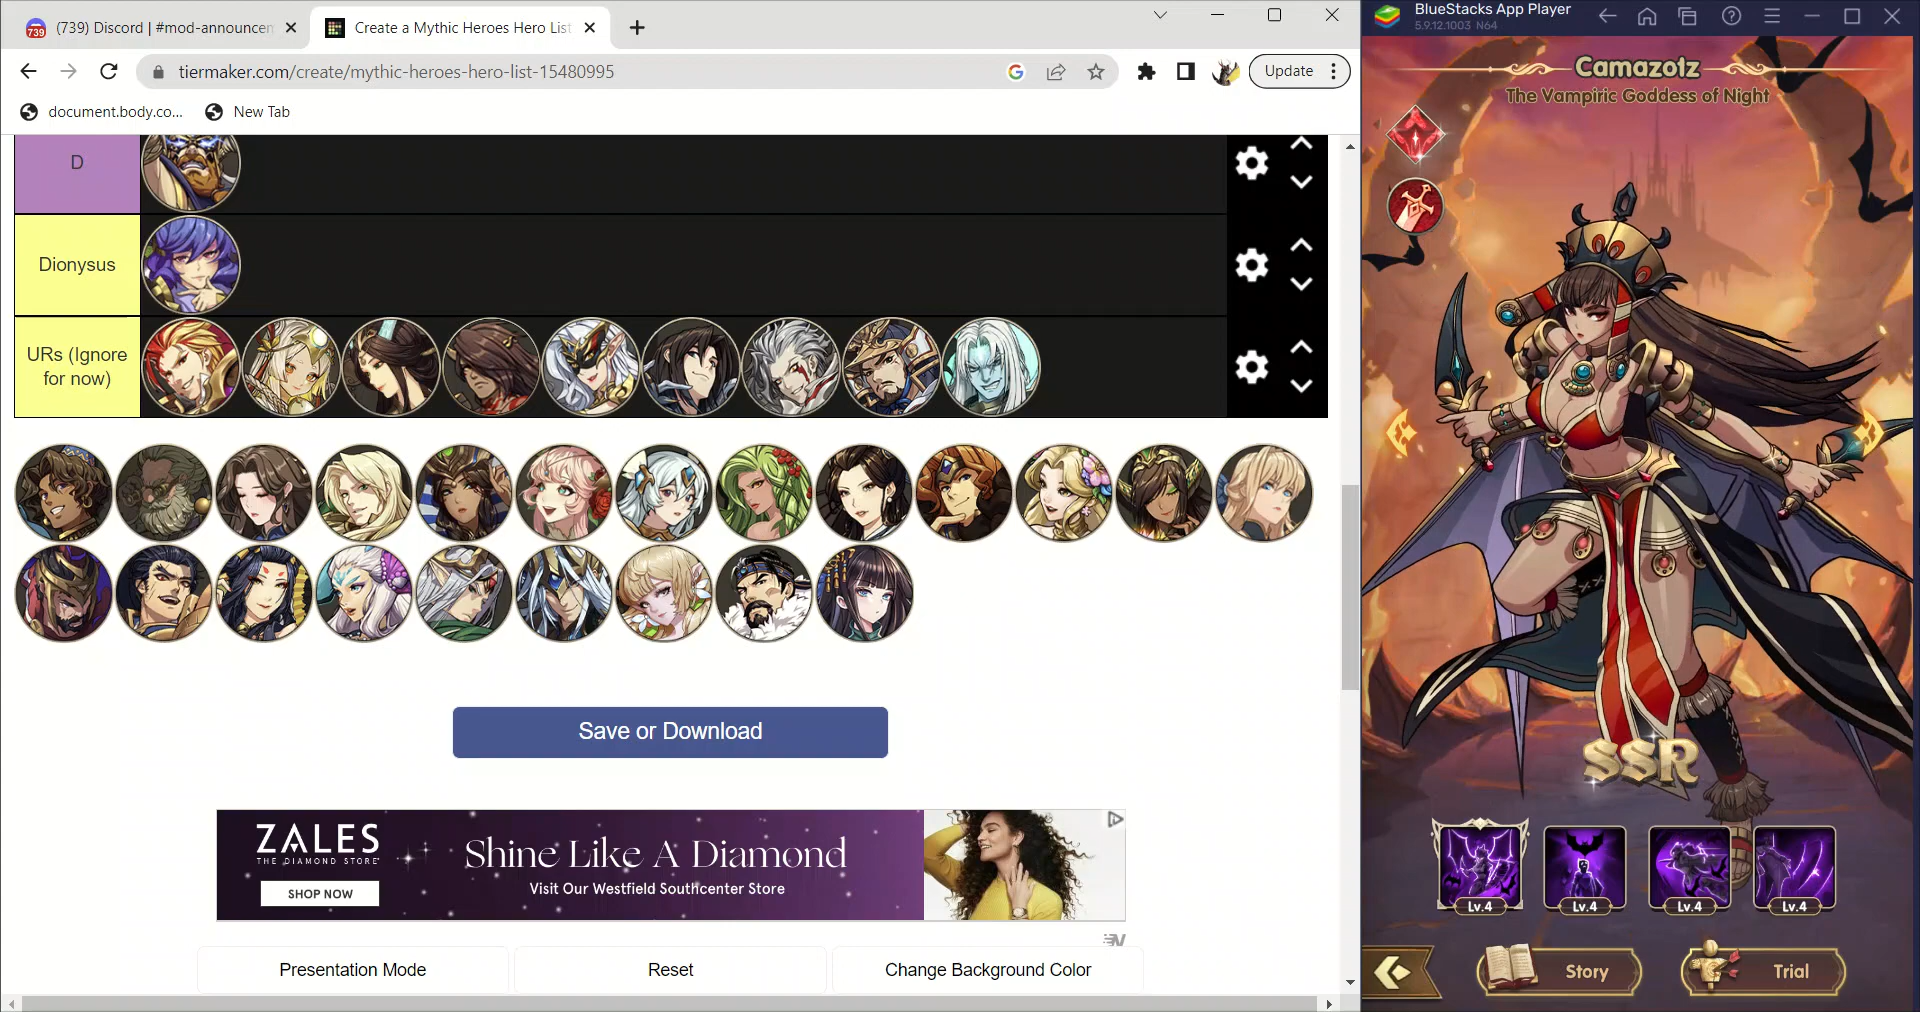 (739) Discord | #mod-announcen
Create a Mythic Heroes Hero List
739
tiermaker.com/create/mythic-heroes-hero-list-15480995
Update
document.body.co...
New Tab
D
Dionysus
URs (Ignore
for now)
Save or Download
ZALES
THE DIAMOND STORE®
SHOP NOW
Shine Like A Diamond
Visit Our Westfield Southcenter Store
Presentation Mode
Reset
Change Background Color
BlueStacks App Player
5.9.12.1003 N64
Camazotz
The Vampiric Goddess of Night
SSR
Lv.4
Lv.4
Lv.4
Lv.4
Story
Trial